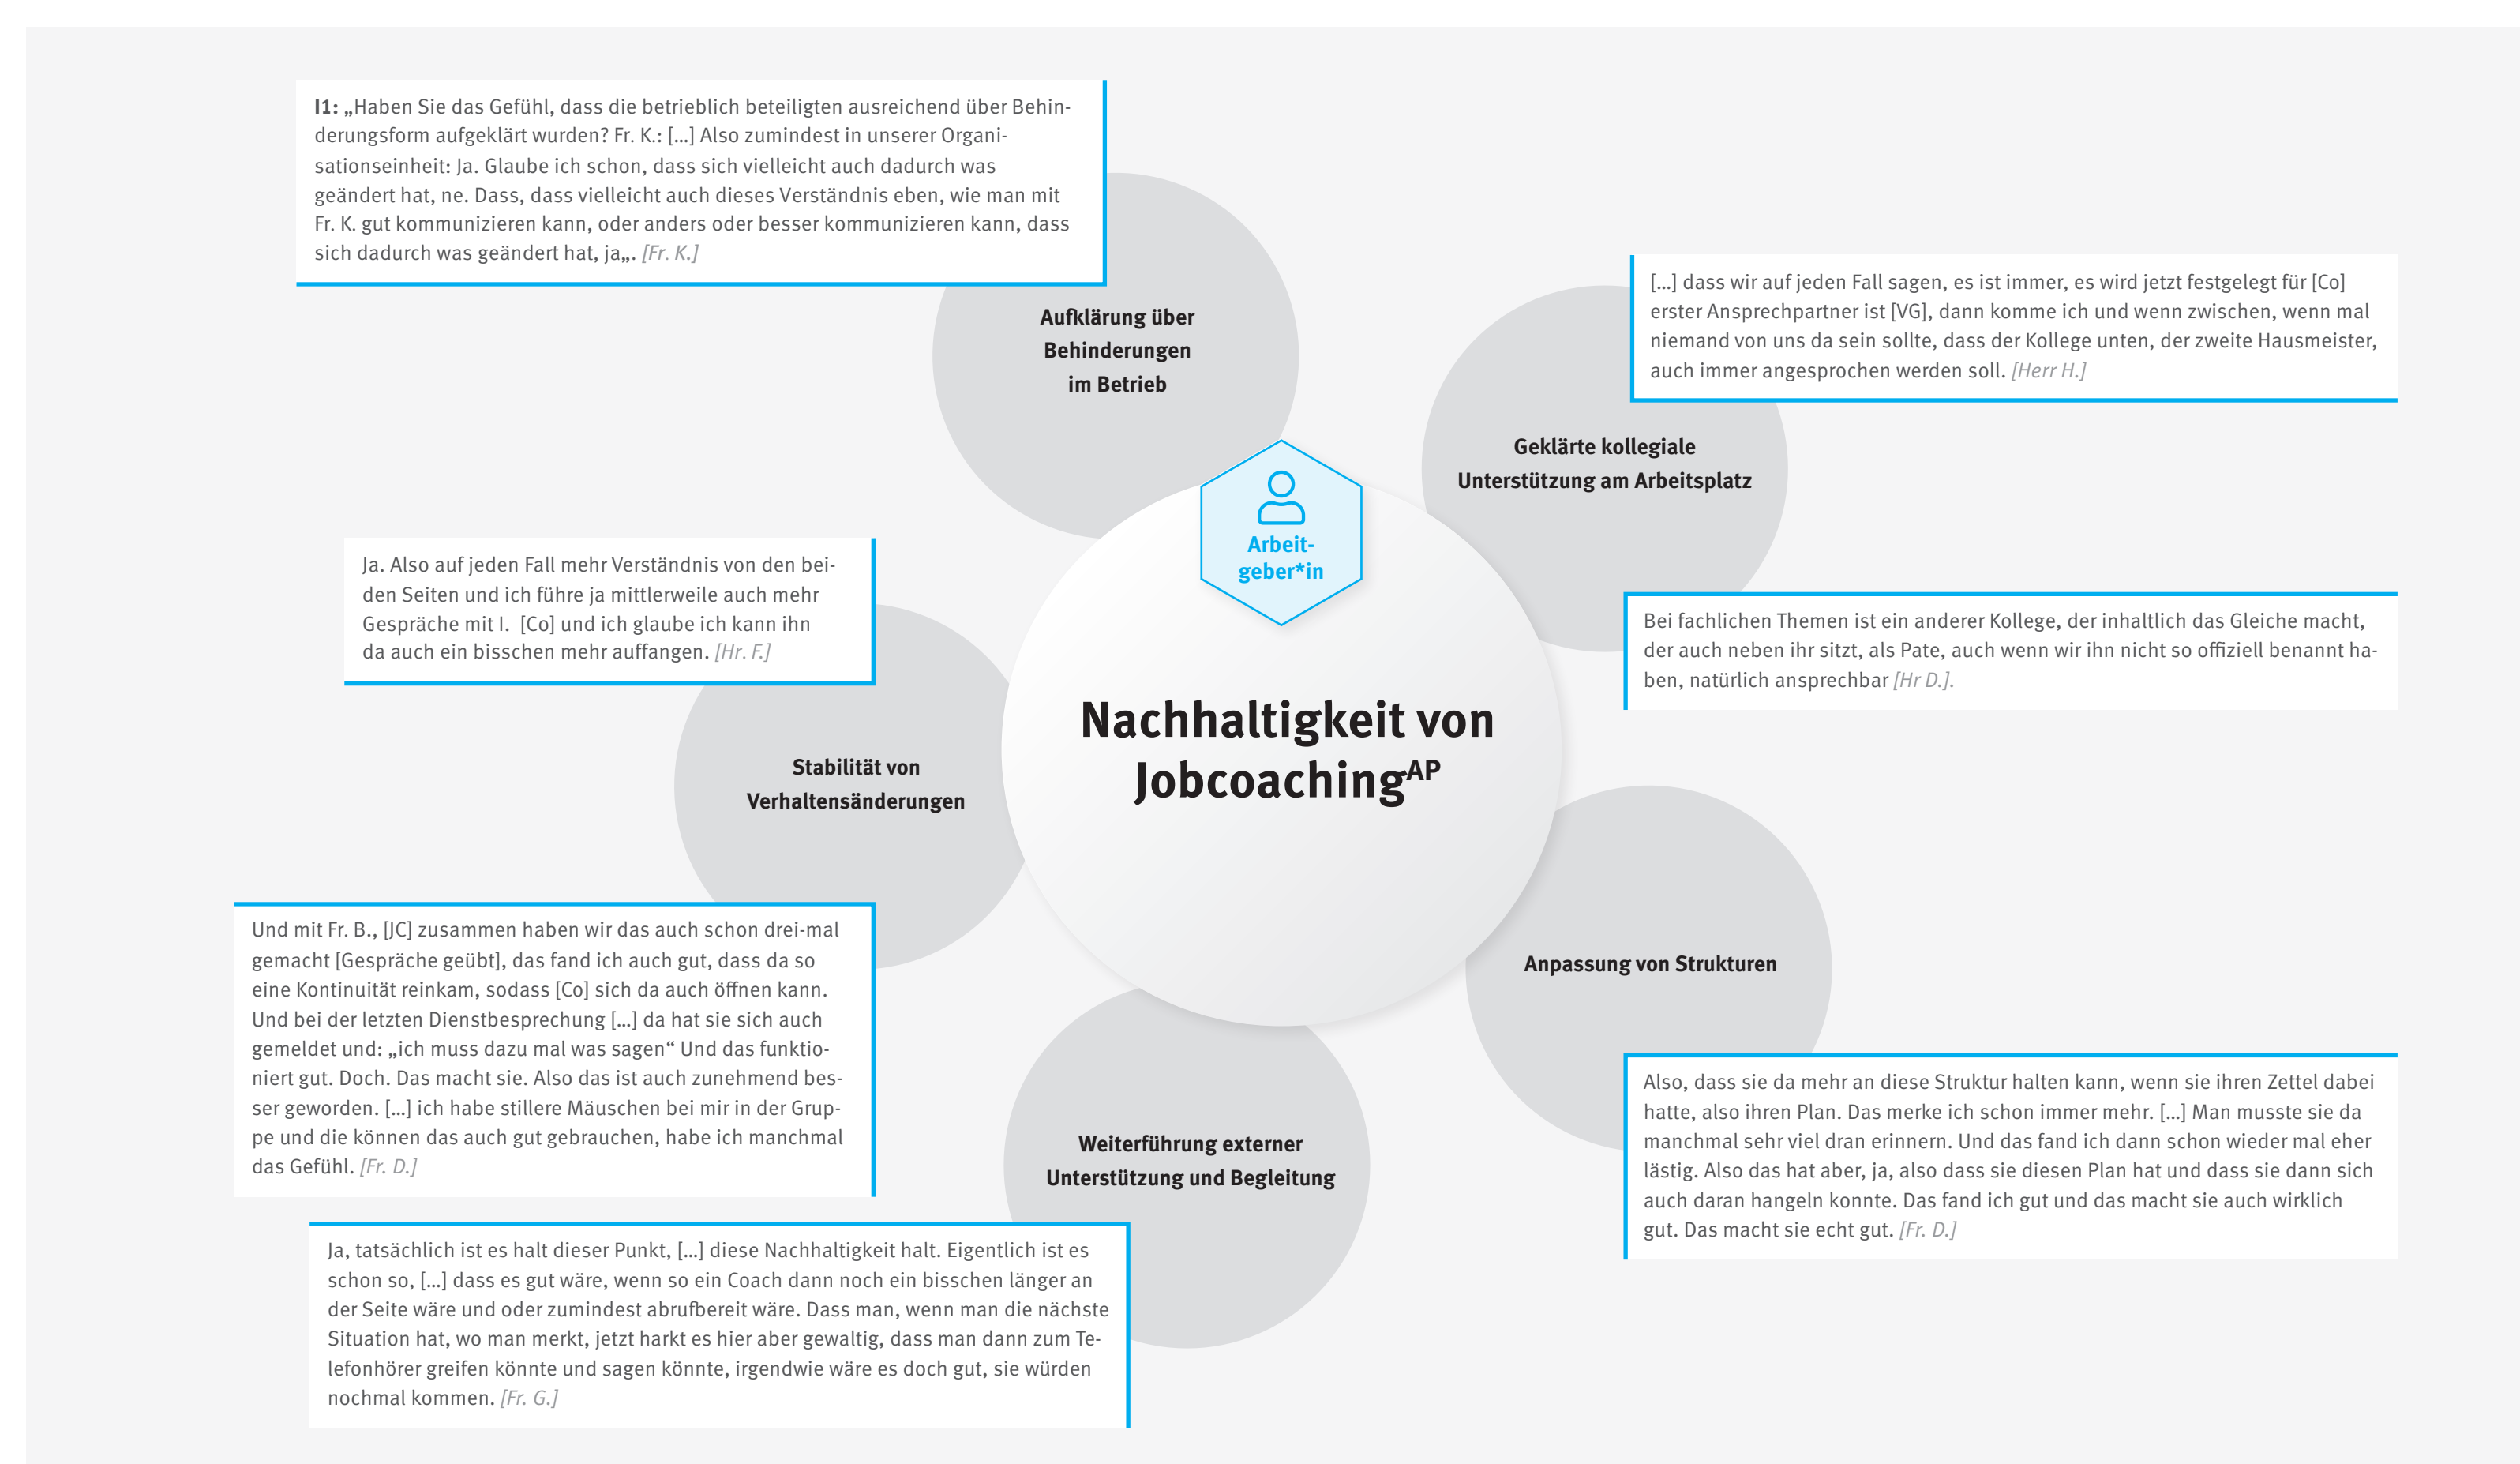 I1: „Haben Sie das Gefühl, dass die betrieblich beteiligten ausreichend über Behin-
derungsform aufgeklärt wurden? Fr. K.: [...] Also zumindest in unserer Organi-
sationseinheit: Ja. Glaube ich schon, dass sich vielleicht auch dadurch was
geändert hat, ne. Dass, dass vielleicht auch dieses Verständnis eben, wie man mit
Fr. K. gut kommunizieren kann, oder anders oder besser kommunizieren kann, dass
sich dadurch was geändert hat, ja„. [Fr. K.]
Aufklärung über
Behinderungen
im Betrieb
[...] dass wir auf jeden Fall sagen, es ist immer, es wird jetzt festgelegt für [Co]
erster Ansprechpartner ist [VG], dann komme ich und wenn zwischen, wenn mal
niemand von uns da sein sollte, dass der Kollege unten, der zweite Hausmeister,
auch immer angesprochen werden soll. [Herr H.]
Geklärte kollegiale
Unterstützung am Arbeitsplatz
Bei fachlichen Themen ist ein anderer Kollege, der inhaltlich das Gleiche macht,
der auch neben ihr sitzt, als Pate, auch wenn wir ihn nicht so offiziell benannt ha-
ben, natürlich ansprechbar [Hr D.].
Arbeit-
geber*in
Nachhaltigkeit von
Jobcoaching^AP
Ja. Also auf jeden Fall mehr Verständnis von den bei-
den Seiten und ich führe ja mittlerweile auch mehr
Gespräche mit I. [Co] und ich glaube ich kann ihn
da auch ein bisschen mehr auffangen. [Hr. F.]
Stabilität von
Verhaltensänderungen
Und mit Fr. B., [JC] zusammen haben wir das auch schon drei-mal
gemacht [Gespräche geübt], das fand ich auch gut, dass da so
eine Kontinuität reinkam, sodass [Co] sich da auch öffnen kann.
Und bei der letzten Dienstbesprechung [...] da hat sie sich auch
gemeldet und: „ich muss dazu mal was sagen“ Und das funktio-
niert gut. Doch. Das macht sie. Also das ist auch zunehmend bes-
ser geworden. [...] ich habe stillere Mäuschen bei mir in der Grup-
pe und die können das auch gut gebrauchen, habe ich manchmal
das Gefühl. [Fr. D.]
Anpassung von Strukturen
Also, dass sie da mehr an diese Struktur halten kann, wenn sie ihren Zettel dabei
hatte, also ihren Plan. Das merke ich schon immer mehr. [...] Man musste sie da
manchmal sehr viel dran erinnern. Und das fand ich dann schon wieder mal eher
lästig. Also das hat aber, ja, also dass sie diesen Plan hat und dass sie dann sich
auch daran hangeln konnte. Das fand ich gut und das macht sie auch wirklich
gut. Das macht sie echt gut. [Fr. D.]
Weiterführung externer
Unterstützung und Begleitung
Ja, tatsächlich ist es halt dieser Punkt, [...] diese Nachhaltigkeit halt. Eigentlich ist es
schon so, [...] dass es gut wäre, wenn so ein Coach dann noch ein bisschen länger an
der Seite wäre und oder zumindest abrufbereit wäre. Dass man, wenn man die nächste
Situation hat, wo man merkt, jetzt harkt es hier aber gewaltig, dass man dann zum Te-
lefonhörer greifen könnte und sagen könnte, irgendwie wäre es doch gut, sie würden
nochmal kommen. [Fr. G.]